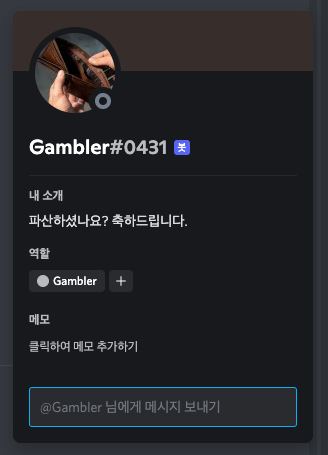 Gambler#0431 봇
내 소개
파산하셨나요? 축하드립니다.
역할
Gambler +
메모
클릭하여 메모 추가하기
@Gambler 님에게 메시지 보내기